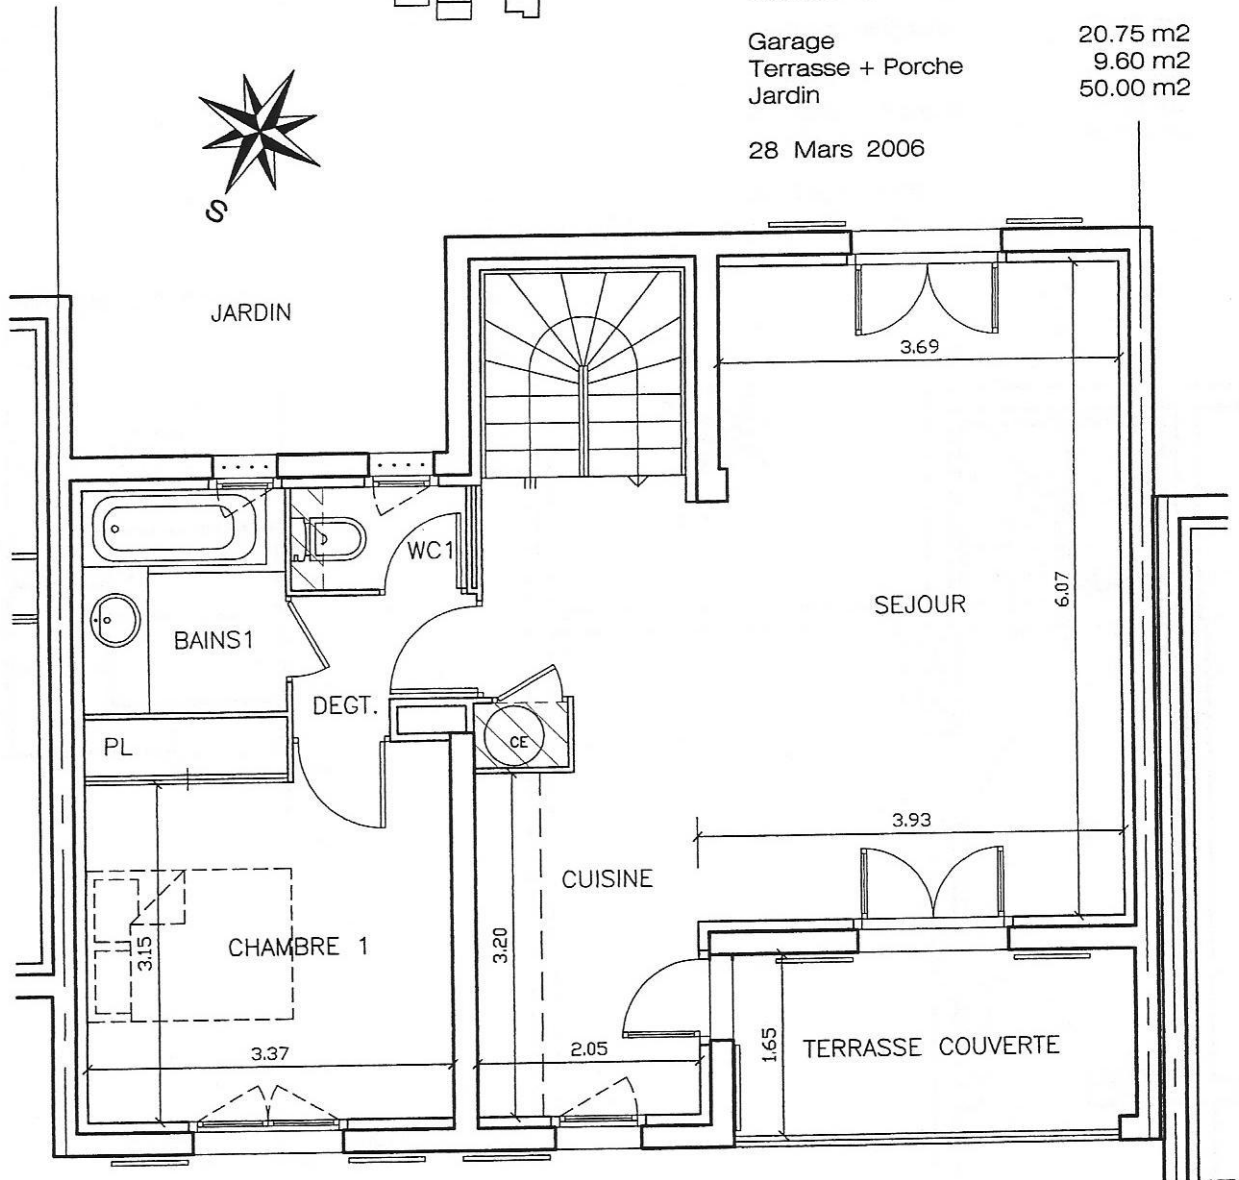 Garage 20.75 m2
Terrasse + Porche 9.60 m2
Jardin 50.00 m2
28 Mars 2006
S
JARDIN
3.69
WC1
SEJOUR
6.07
BAINS1
DEGT.
PL
CE
3.93
CUISINE
CHAMBRE 1
3.15
3.20
3.37
2.05
1.65
TERRASSE COUVERTE